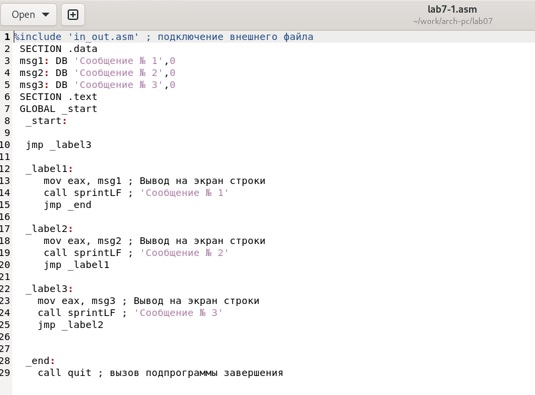 Open
lab7-1.asm
~/work/arch-pc/lab07
1 %include 'in_out.asm' ; подключение внешнего файла
2 SECTION .data
3 msg1: DB 'Сообщение № 1',0
4 msg2: DB 'Сообщение № 2',0
5 msg3: DB 'Сообщение № 3',0
6 SECTION .text
7 GLOBAL _start
8 _start:
9
10 jmp _label3
11
12 _label1:
13 mov eax, msg1 ; Вывод на экран строки
14 call sprintLF ; 'Сообщение № 1'
15 jmp _end
16
17 _label2:
18 mov eax, msg2 ; Вывод на экран строки
19 call sprintLF ; 'Сообщение № 2'
20 jmp _label1
21
22 _label3:
23 mov eax, msg3 ; Вывод на экран строки
24 call sprintLF ; 'Сообщение № 3'
25 jmp _label2
26
27
28 _end:
29 call quit ; вызов подпрограммы завершения